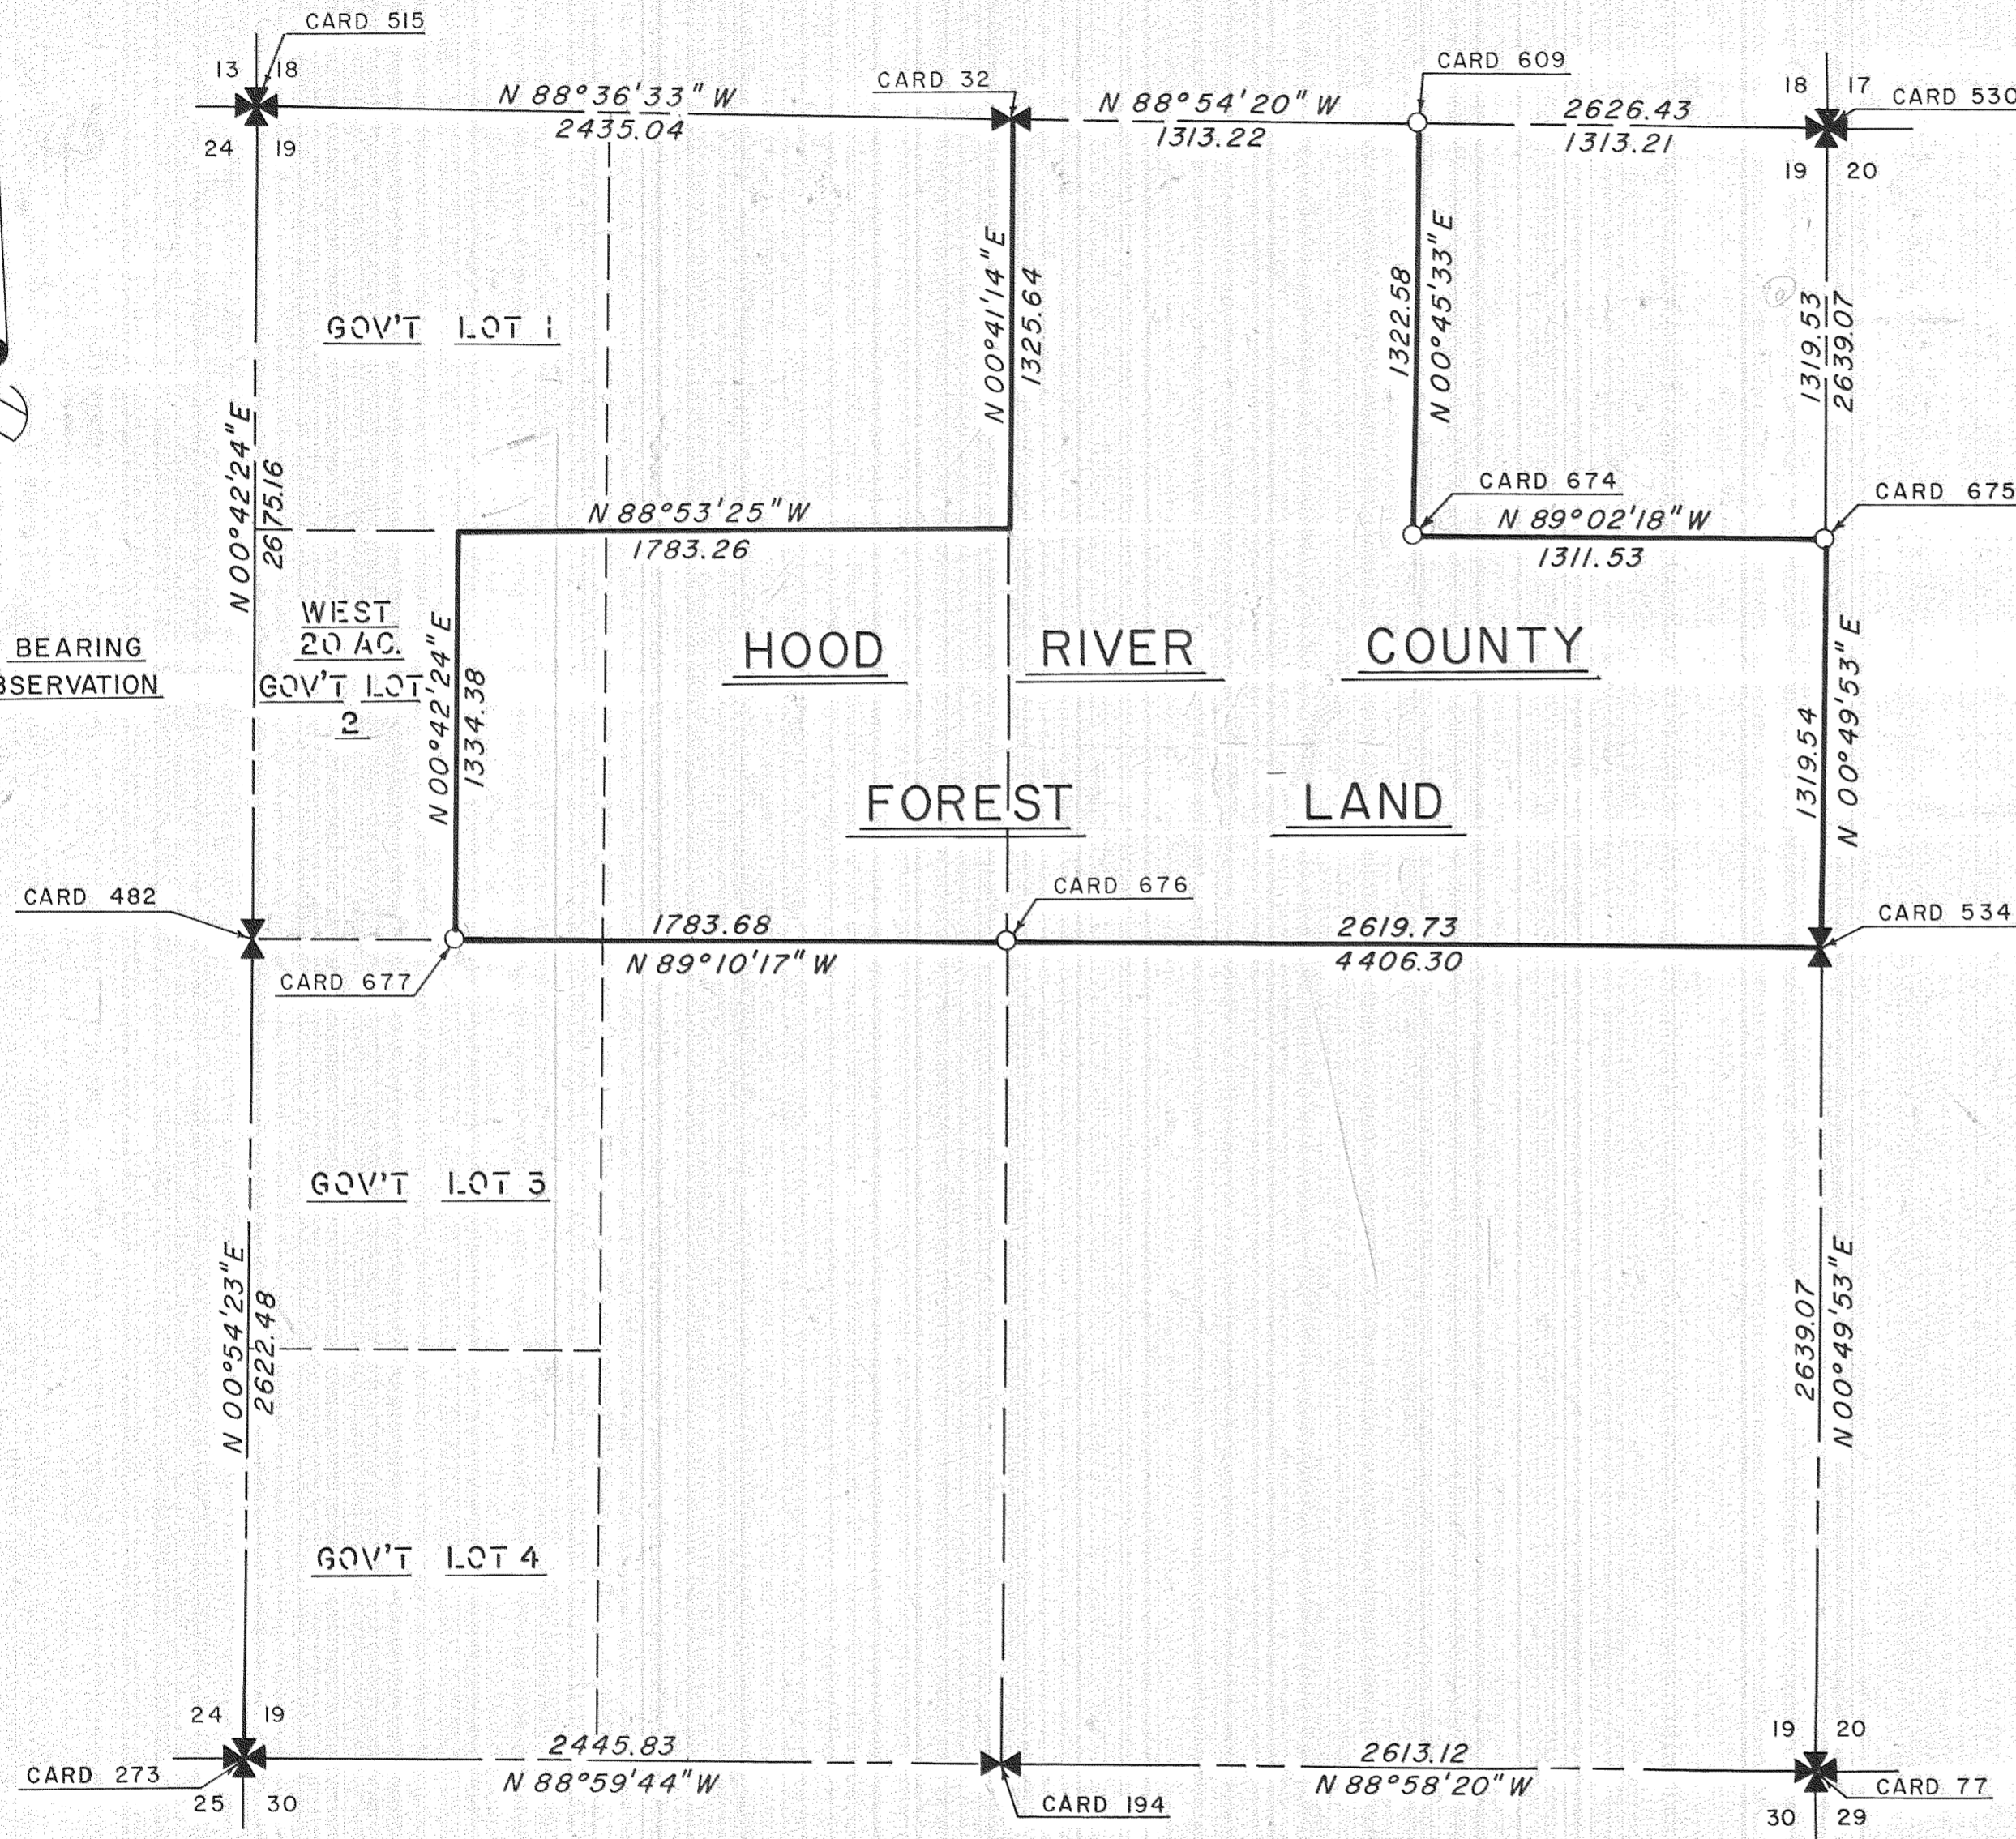 CARD 515
13 18
24 19
N 88°36'33" W
2435.04
CARD 32
N 88°54'20" W
1313.22
CARD 609
2626.43
1313.21
18 17
19 20
CARD 530
GOV'T LOT 1
N 00°41'14" E
1325.64
1322.58
N 00°45'33" E
1319.53
2639.07
N 00°42'24" E
2675.16
N 88°53'25" W
1783.26
CARD 674
N 89°02'18" W
1311.53
CARD 675
BEARING
BSERVATION
WEST
20 AC.
GOV'T LOT
2
N 00°42'24" E
1334.38
HOOD RIVER COUNTY
FOREST LAND
1319.54
N 00°49'53" E
CARD 482
CARD 677
1783.68
N 89°10'17" W
CARD 676
2619.73
4406.30
CARD 534
GOV'T LOT 3
N 00°54'23" E
2622.48
2639.07
N 00°49'53" E
GOV'T LOT 4
24 19
25 30
CARD 273
2445.83
N 88°59'44" W
CARD 194
2613.12
N 88°58'20" W
19 20
30 29
CARD 77